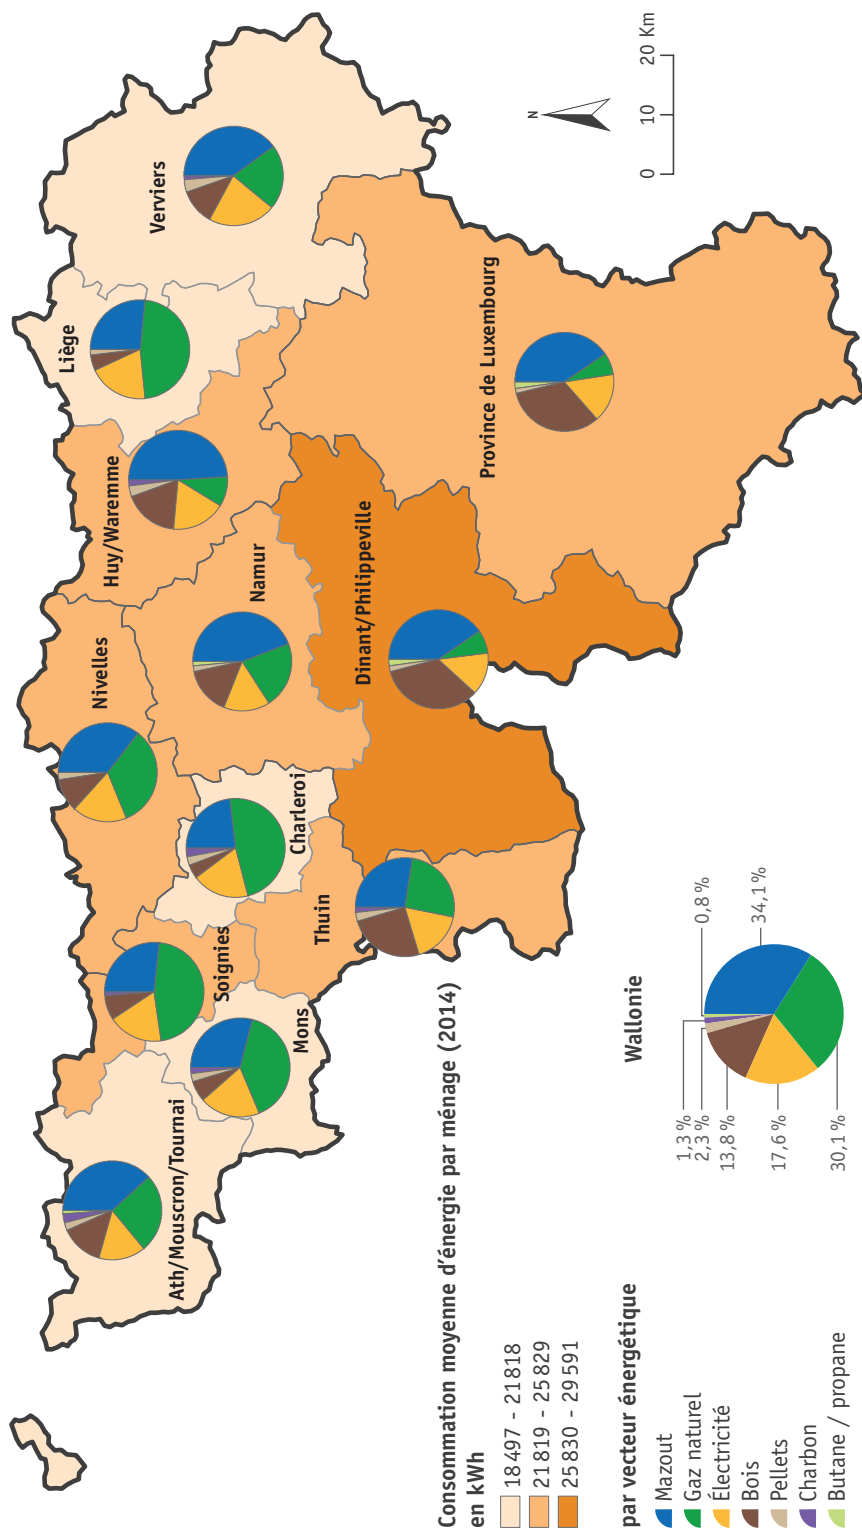 Verviers
Liège
Huy/Waremme
Province de Luxembourg
Namur
Nivelles
Dinant/Philippeville
Charleroi
Thuin
Soignies
Mons
Ath/Mouscron/Tournai
N
0 10 20 Km
Consommation moyenne d'énergie par ménage (2014)
en kWh
18 497 - 21 818
21 819 - 25 829
25 830 - 29 591
par vecteur énergétique
Mazout
Gaz naturel
Électricité
Bois
Pellets
Charbon
Butane / propane
Wallonie
1,3 %
2,3 %
13,8 %
17,6 %
30,1 %
0,8 %
34,1 %